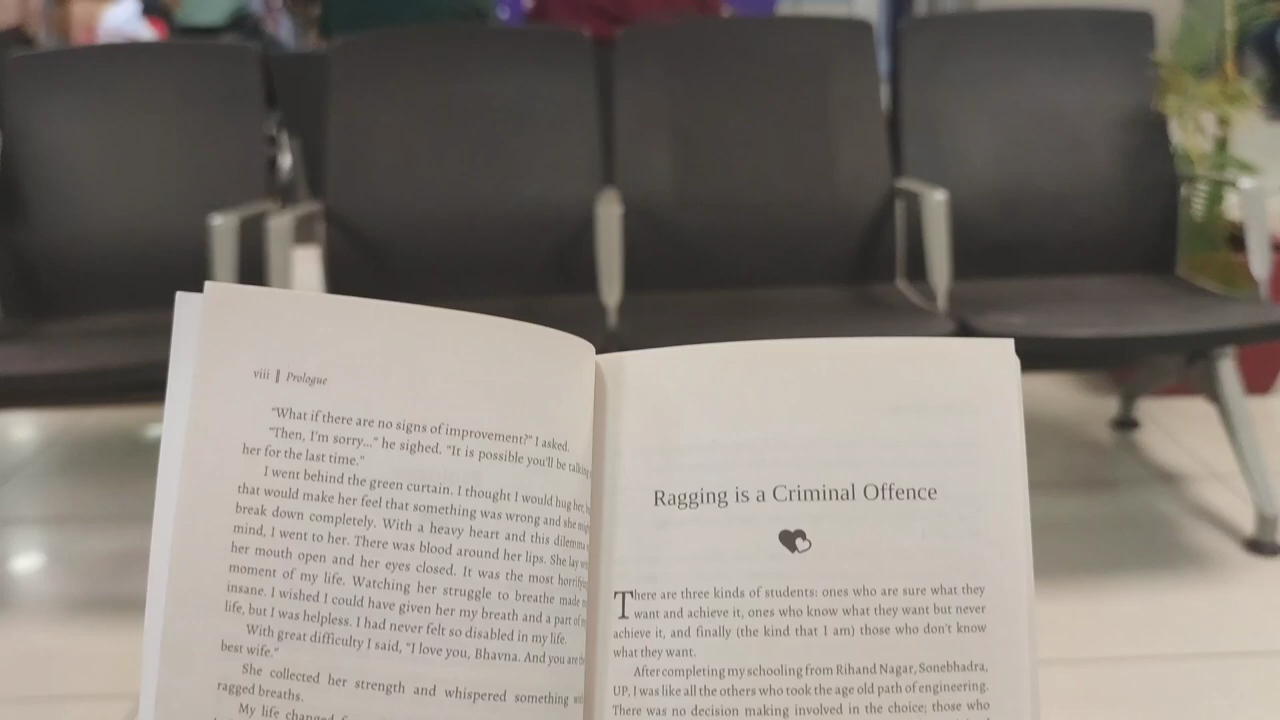 viii ‖ Prologue
"What if there are no signs of improvement?" I asked.
"Then, I'm sorry..." he sighed. "It is possible you'll be talking
her for the last time."
I went behind the green curtain. I thought I would hug her,
that would make her feel that something was wrong and she
break down completely. With a heavy heart and this dilemma
mind, I went to her. There was blood around her lips. She lay
her mouth open and her eyes closed. It was the most horrifying
moment of my life. Watching her struggle to breathe made
insane. I wished I could have given her my breath and a part of
life, but I was helpless. I had never felt so disabled in my life.
With great difficulty I said, "I love you, Bhavna. And you are
best wife."
She collected her strength and whispered something
ragged breaths.
My life changed
Ragging is a Criminal Offence
There are three kinds of students: ones who are sure what they
want and achieve it, ones who know what they want but never
achieve it, and finally (the kind that I am) those who don't know
what they want.
After completing my schooling from Rihand Nagar, Sonebhadra,
UP, I was like all the others who took the age old path of engineering.
There was no decision making involved in the choice; those who